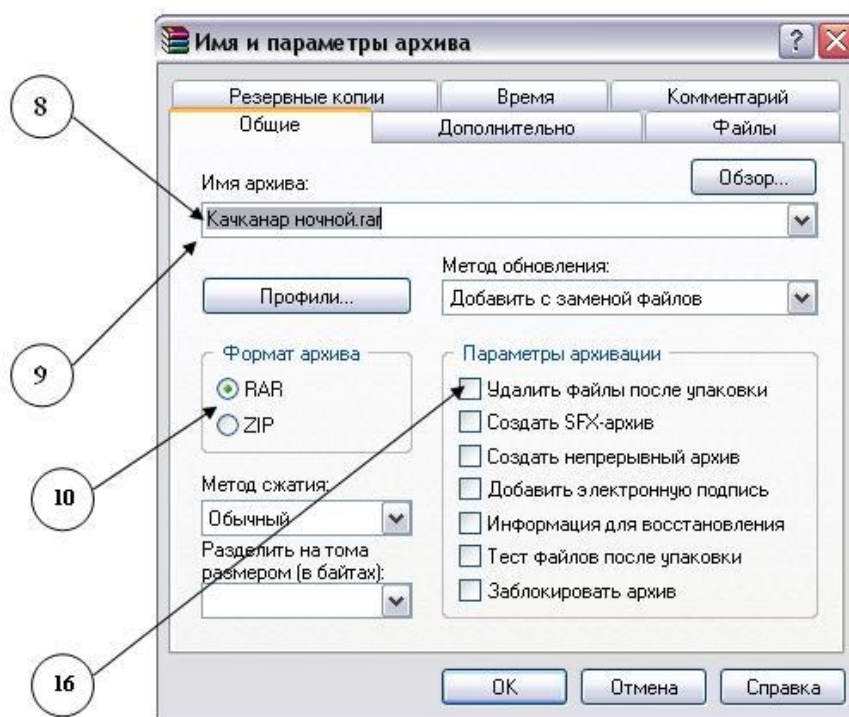 Имя и параметры архива
Резервные копии Время Комментарий
8
Общие Дополнительно Файлы
Имя архива: Обзор...
Качканар ночной.rar
Метод обновления:
Профили... Добавить с заменой файлов
9
Формат архива Параметры архивации
RAR Удалить файлы после упаковки
ZIP Создать SFX-архив
Создать непрерывный архив
10
Метод сжатия: Добавить электронную подпись
Обычный Информация для восстановления
Разделить на тома Тест файлов после упаковки
размером (в байтах):
Заблокировать архив
16
OK Отмена Справка